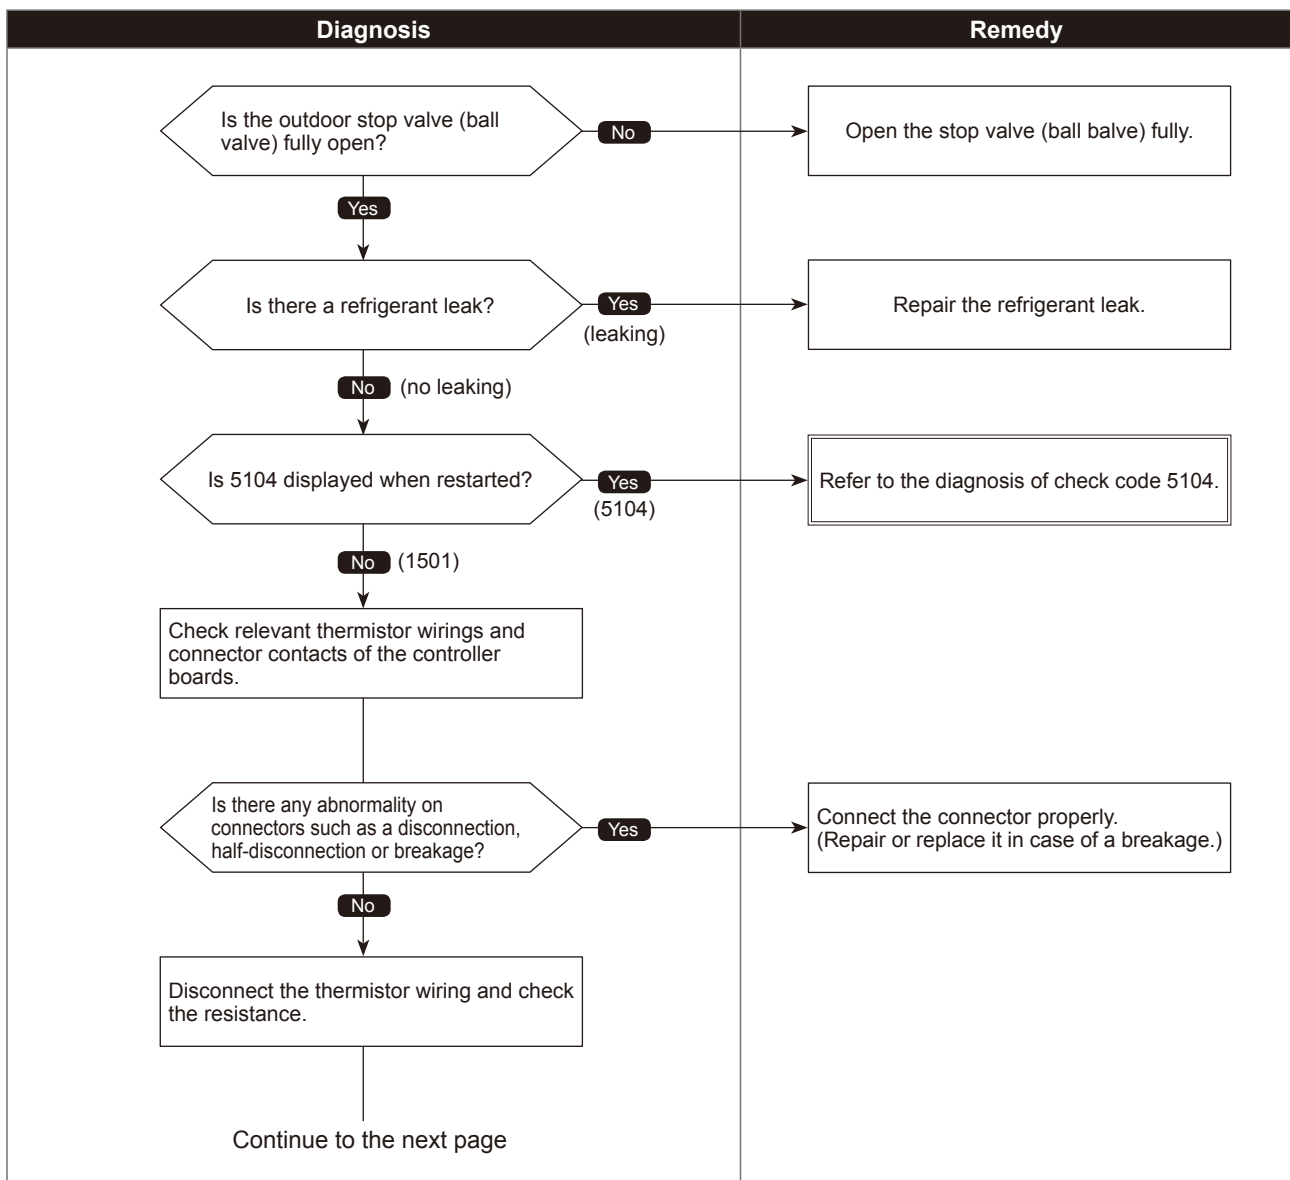 Diagnosis
Remedy
Is the outdoor stop valve (ball
valve) fully open?
No
Open the stop valve (ball balve) fully.
Yes
Is there a refrigerant leak?
Yes
(leaking)
Repair the refrigerant leak.
No (no leaking)
Is 5104 displayed when restarted?
Yes
(5104)
Refer to the diagnosis of check code 5104.
No (1501)
Check relevant thermistor wirings and
connector contacts of the controller
boards.
Is there any abnormality on
connectors such as a disconnection,
half-disconnection or breakage?
Yes
Connect the connector properly.
(Repair or replace it in case of a breakage.)
No
Disconnect the thermistor wiring and check
the resistance.
Continue to the next page